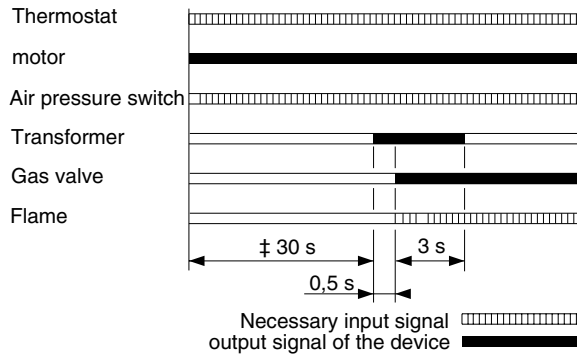 Thermostat
motor
Air pressure switch
Transformer
Gas valve
Flame
‡ 30 s
3 s
0,5 s
Necessary input signal
output signal of the device